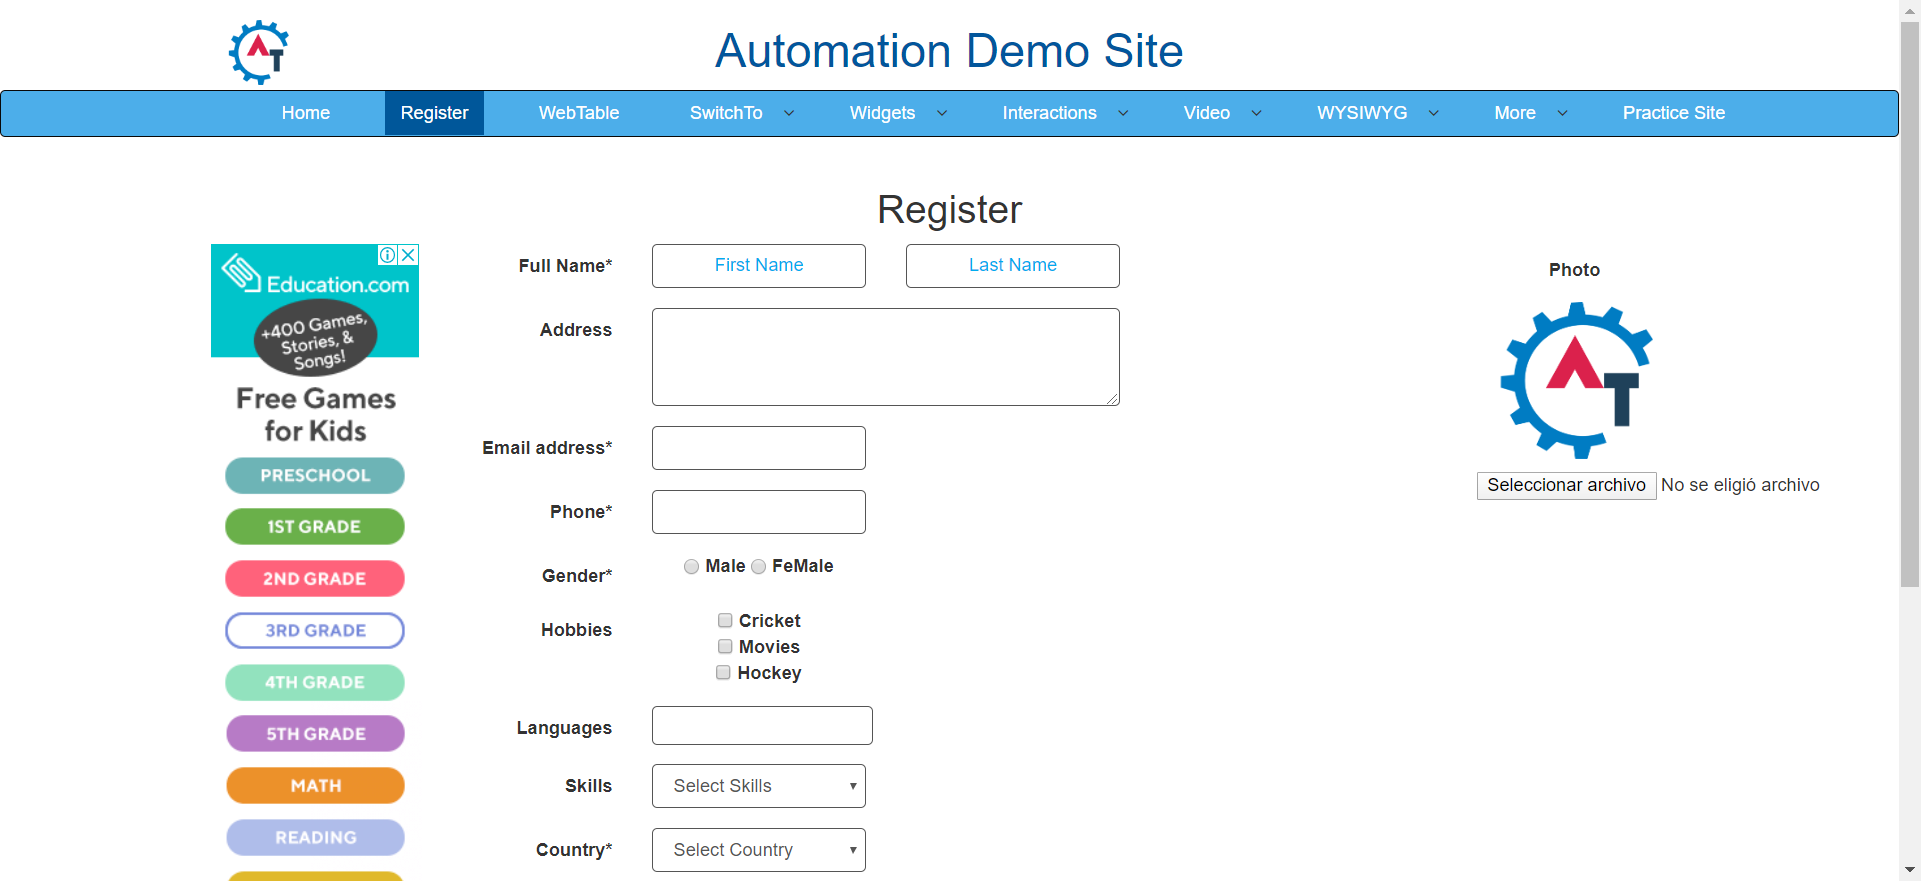 AT
Automation Demo Site
Home Register WebTable SwitchTo Widgets Interactions Video WYSIWYG More Practice Site
Register
Education.com
+400 Games,
Stories, &
Songs!
Free Games
for Kids
PRESCHOOL
1ST GRADE
2ND GRADE
3RD GRADE
4TH GRADE
5TH GRADE
MATH
READING
Full Name* First Name Last Name
Address
Email address*
Phone*
Gender* Male FeMale
Hobbies Cricket
Movies
Hockey
Languages
Skills Select Skills
Country* Select Country
Photo
AT
Seleccionar archivo No se eligió archivo